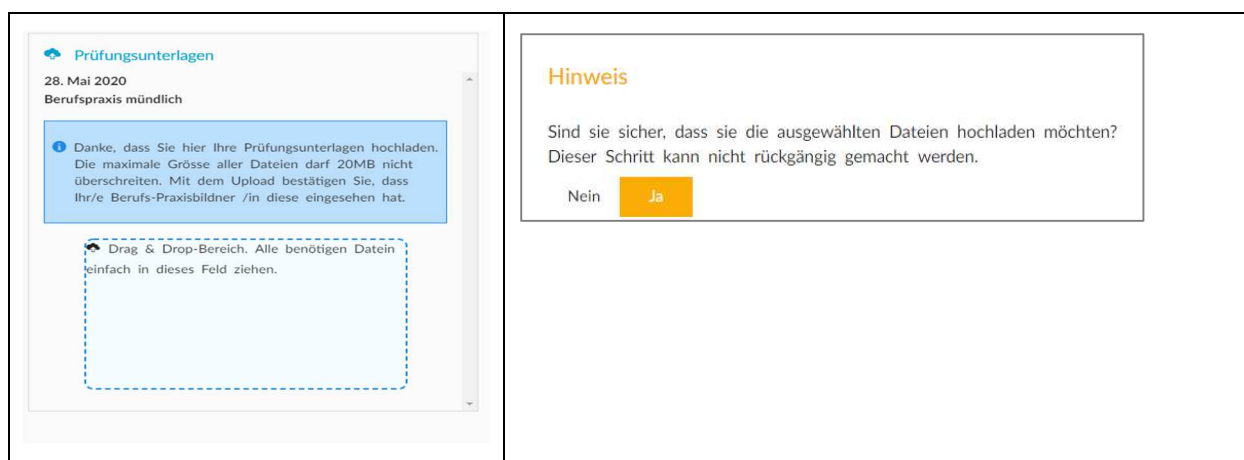 Prüfungsunterlagen
28. Mai 2020
Berufspraxis mündlich
Danke, dass Sie hier Ihre Prüfungsunterlagen hochladen.
Die maximale Grösse aller Dateien darf 20MB nicht
überschreiten. Mit dem Upload bestätigen Sie, dass
Ihr/e Berufs-Praxisbildner /in diese eingesehen hat.
Drag & Drop-Bereich. Alle benötigen Datein
einfach in dieses Feld ziehen.
Hinweis
Sind sie sicher, dass sie die ausgewählten Dateien hochladen möchten?
Dieser Schritt kann nicht rückgängig gemacht werden.
Nein Ja